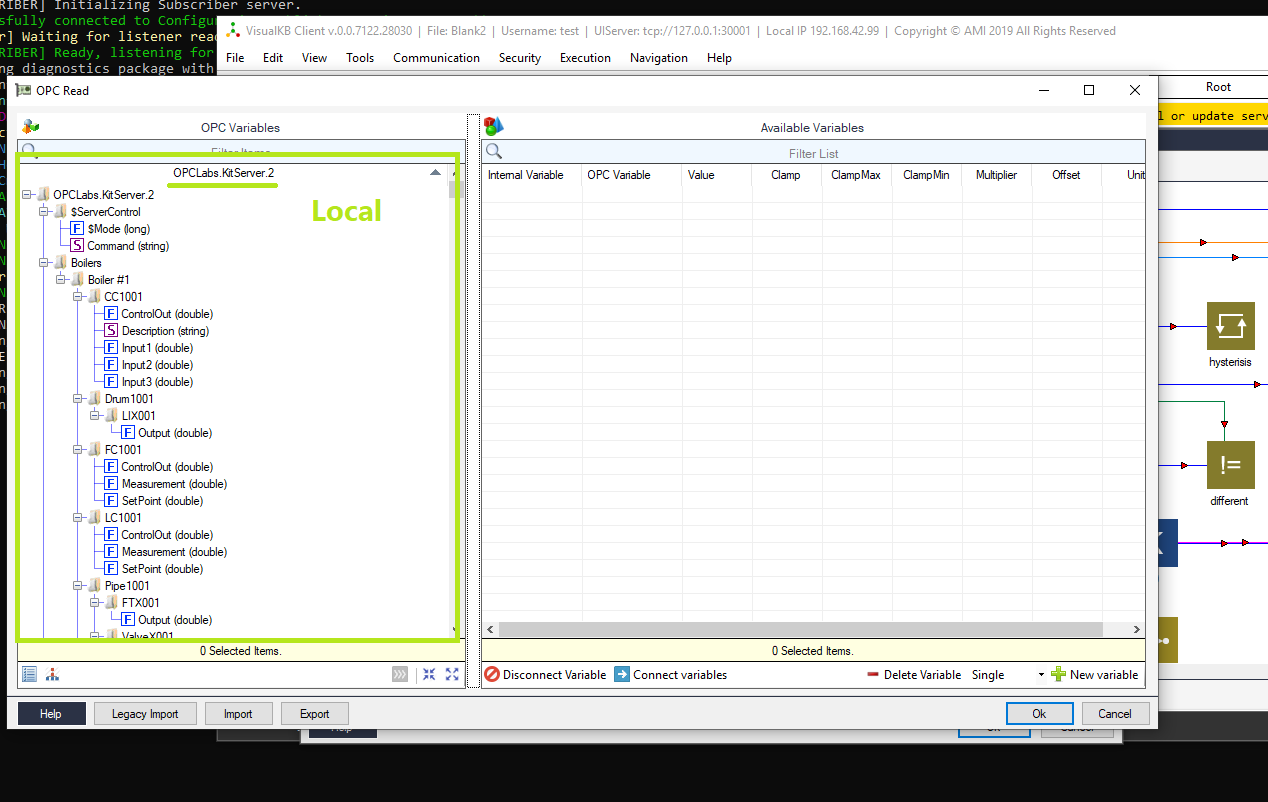 RIBER] Initializing Subscriber server.
sfully connected to Configu
r] Waiting for listener rea
RIBER] Ready, listening for
ng diagnostics package with
VisualKB Client v.0.0.7122.28030 | File: Blank2 | Username: test | UIServer: tcp://127.0.0.1:30001 | Local IP 192.168.42.99 | Copyright © AMI 2019 All Rights Reserved
File Edit View Tools Communication Security Execution Navigation Help
Root
l or update serv
OPC Read
OPC Variables
Filter Items
OPCLabs.KitServer.2
Local
OPCLabs.KitServer.2
$ServerControl
F $Mode (long)
S Command (string)
Boilers
Boiler #1
CC1001
F ControlOut (double)
S Description (string)
F Input1 (double)
F Input2 (double)
F Input3 (double)
Drum1001
LIX001
F Output (double)
FC1001
F ControlOut (double)
F Measurement (double)
F SetPoint (double)
LC1001
F ControlOut (double)
F Measurement (double)
F SetPoint (double)
Pipe1001
FTX001
F Output (double)
ValveX001
0 Selected Items.
Available Variables
Filter List
Internal Variable OPC Variable Value Clamp ClampMax ClampMin Multiplier Offset Unit
0 Selected Items.
Disconnect Variable Connect variables Delete Variable Single New variable
Help Legacy Import Import Export Ok Cancel
hysterisis
!=
different